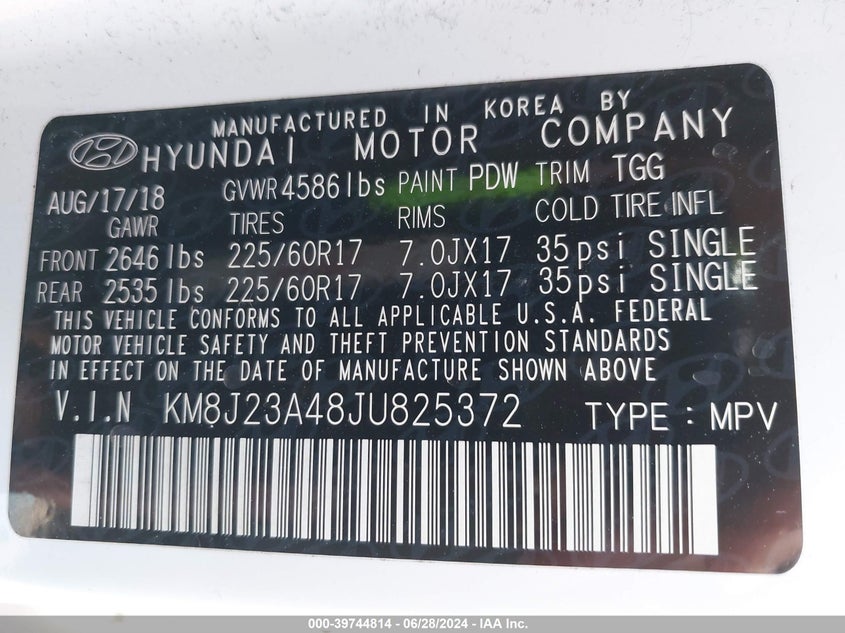 MANUFACTURED IN KOREA BY
HYUNDAI MOTOR COMPANY
AUG/17/18 GVWR 4586 lbs PAINT PDW TRIM TGG
GAWR TIRES RIMS COLD TIRE INFL
FRONT 2646 lbs 225/60R17 7.0JX17 35psi SINGLE
REAR 2535 lbs 225/60R17 7.0JX17 35psi SINGLE
THIS VEHICLE CONFORMS TO ALL APPLICABLE U.S.A. FEDERAL
MOTOR VEHICLE SAFETY AND THEFT PREVENTION STANDARDS
IN EFFECT ON THE DATE OF MANUFACTURE SHOWN ABOVE
V.I.N KM8J23A48JU825372 TYPE : MPV
000-39744814 - 06/28/2024 - IAA Inc.